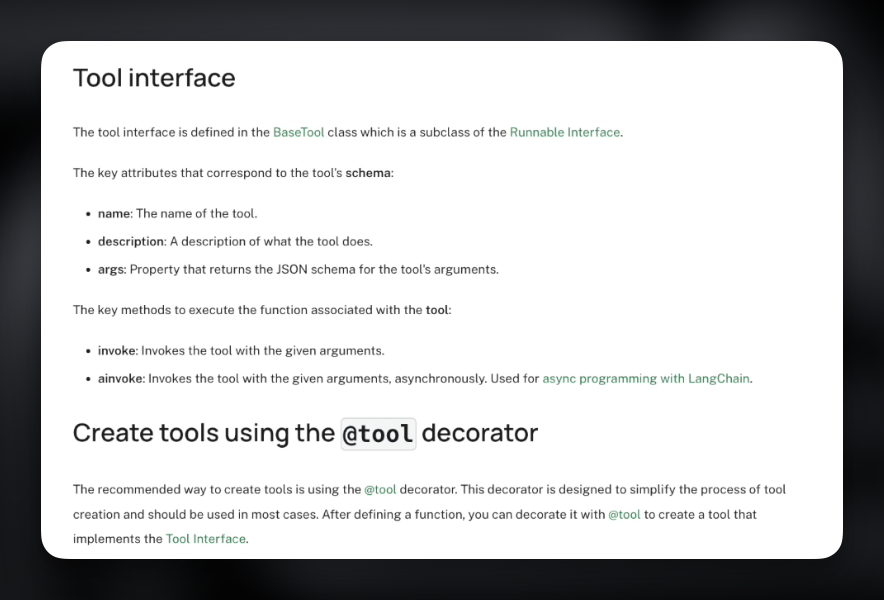 Tool interface
The tool interface is defined in the BaseTool class which is a subclass of the Runnable Interface.
The key attributes that correspond to the tool's schema:
• name: The name of the tool.
• description: A description of what the tool does.
• args: Property that returns the JSON schema for the tool's arguments.
The key methods to execute the function associated with the tool:
• invoke: Invokes the tool with the given arguments.
• ainvoke: Invokes the tool with the given arguments, asynchronously. Used for async programming with LangChain.
Create tools using the @tool decorator
The recommended way to create tools is using the @tool decorator. This decorator is designed to simplify the process of tool
creation and should be used in most cases. After defining a function, you can decorate it with @tool to create a tool that
implements the Tool Interface.